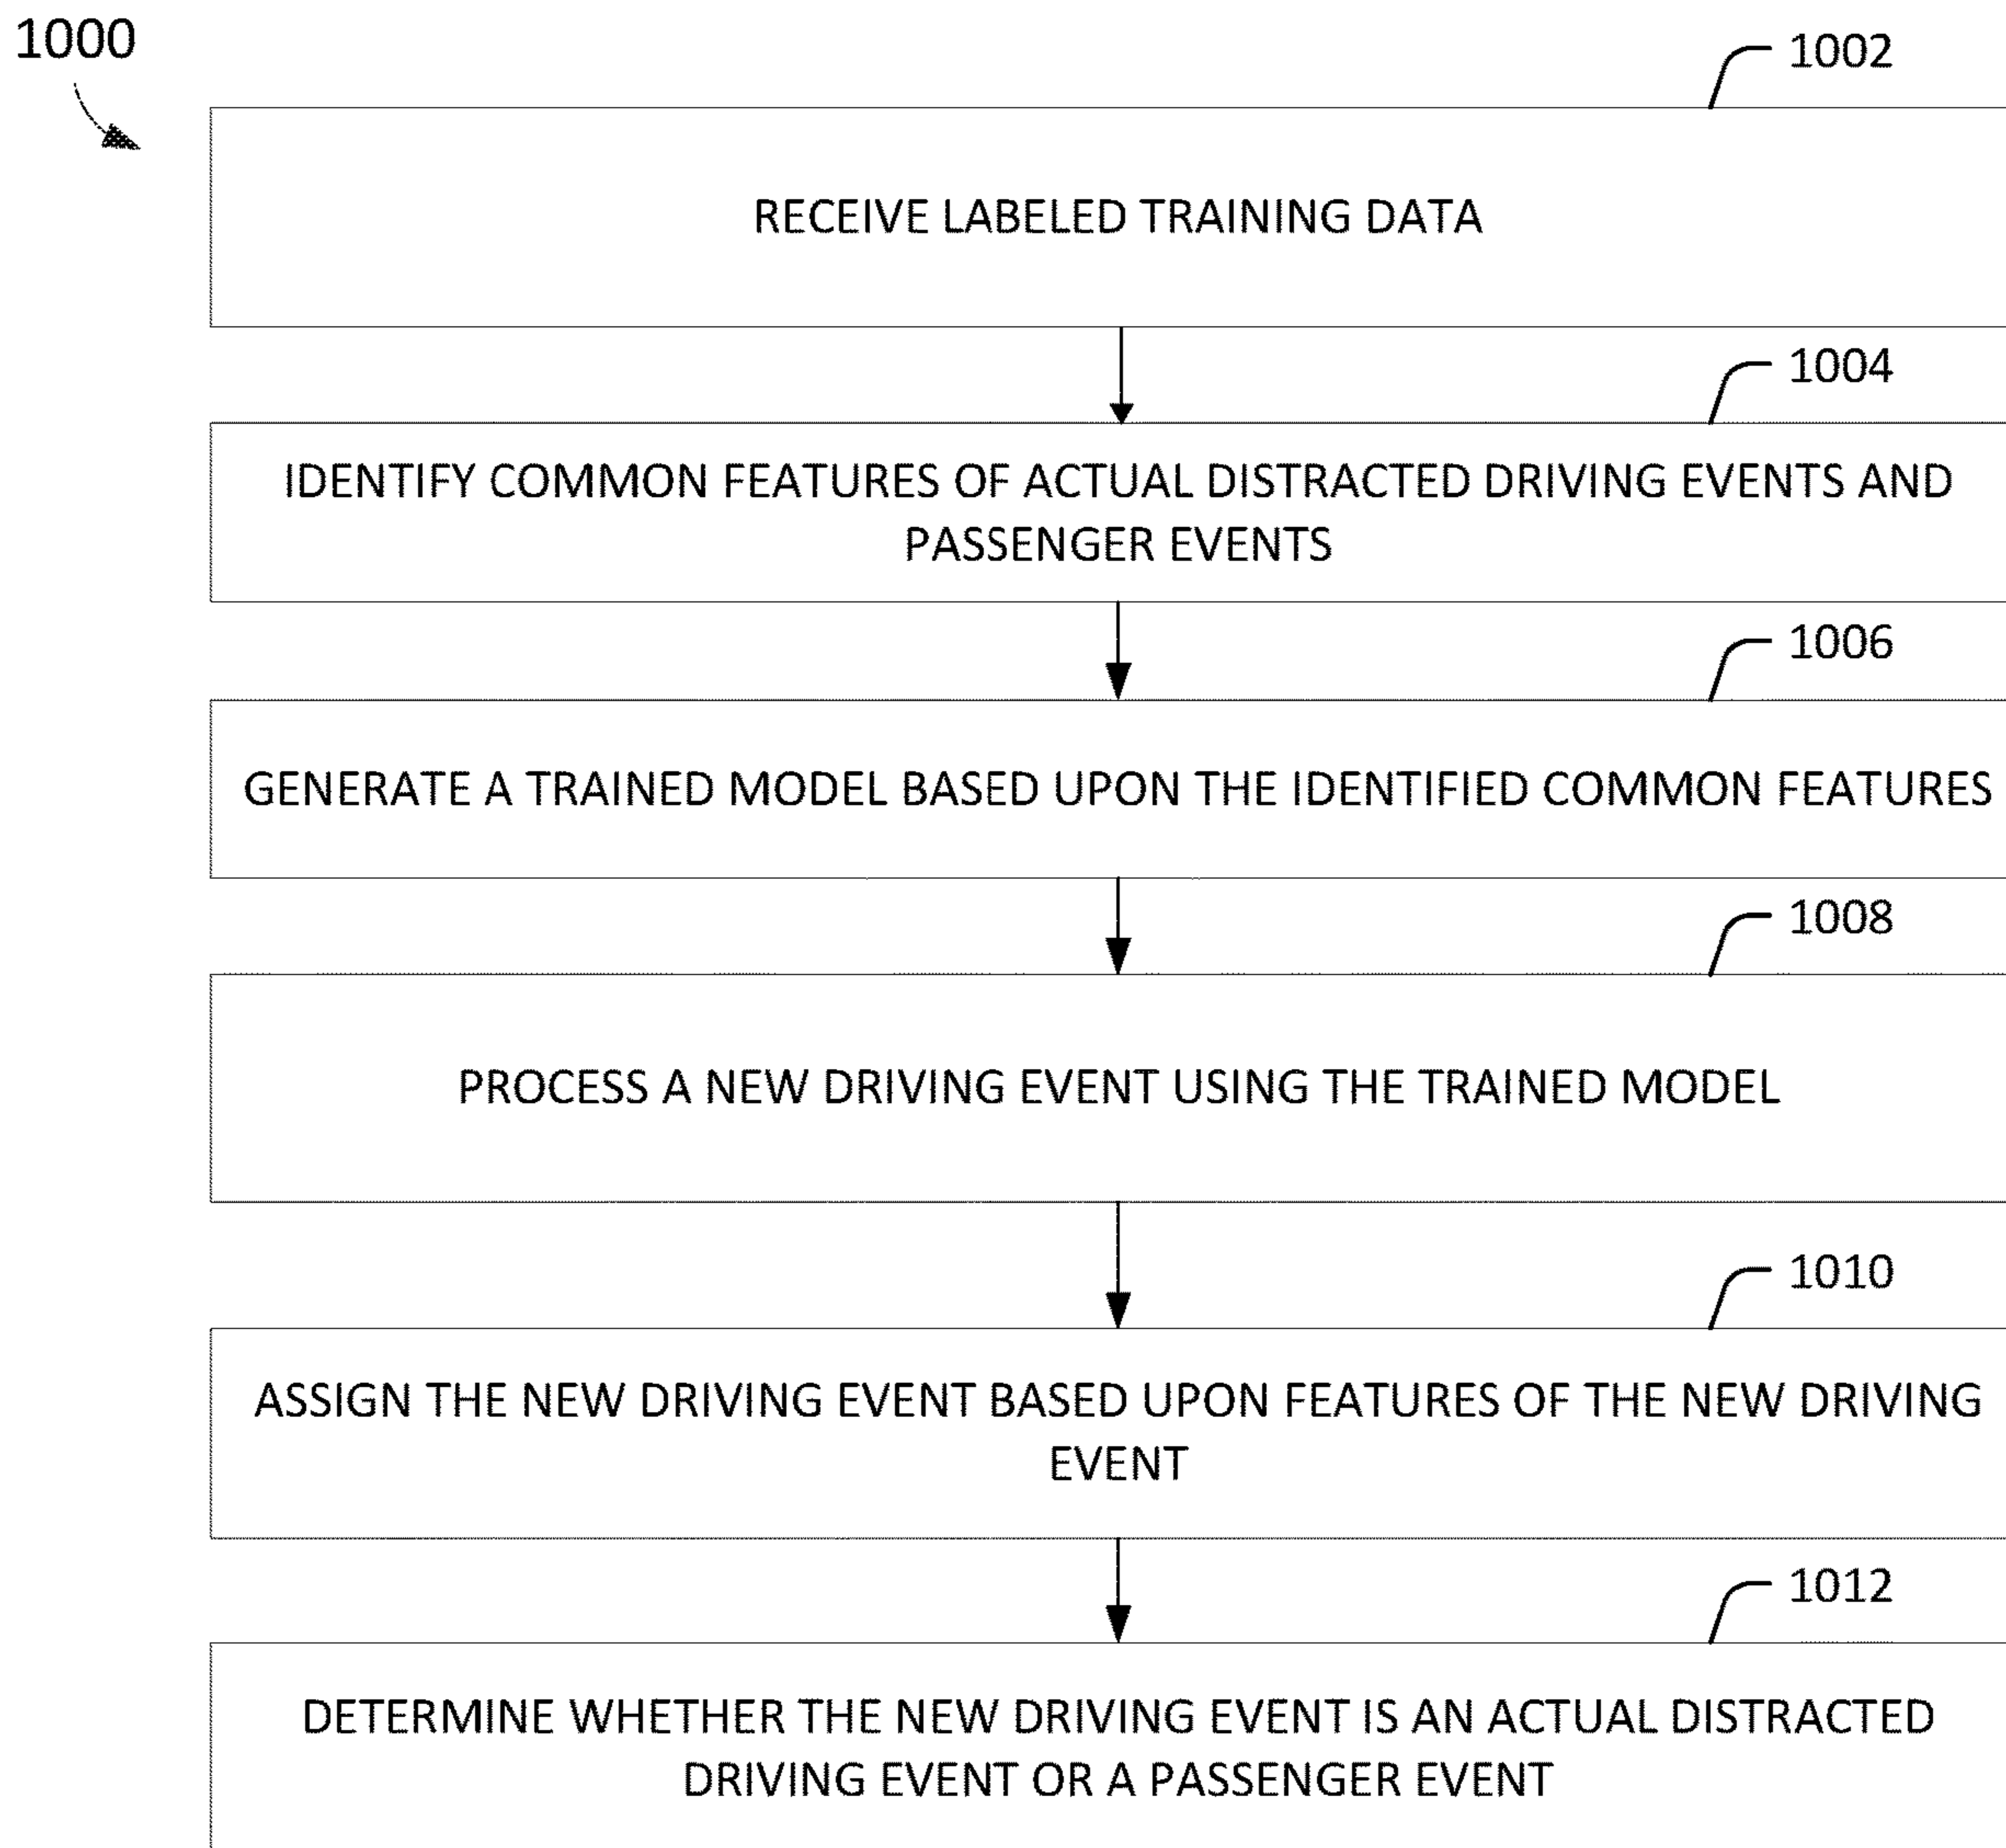 1000
1002
RECEIVE LABELED TRAINING DATA
1004
IDENTIFY COMMON FEATURES OF ACTUAL DISTRACTED DRIVING EVENTS AND
PASSENGER EVENTS
1006
GENERATE A TRAINED MODEL BASED UPON THE IDENTIFIED COMMON FEATURES
1008
PROCESS A NEW DRIVING EVENT USING THE TRAINED MODEL
1010
ASSIGN THE NEW DRIVING EVENT BASED UPON FEATURES OF THE NEW DRIVING
EVENT
1012
DETERMINE WHETHER THE NEW DRIVING EVENT IS AN ACTUAL DISTRACTED
DRIVING EVENT OR A PASSENGER EVENT